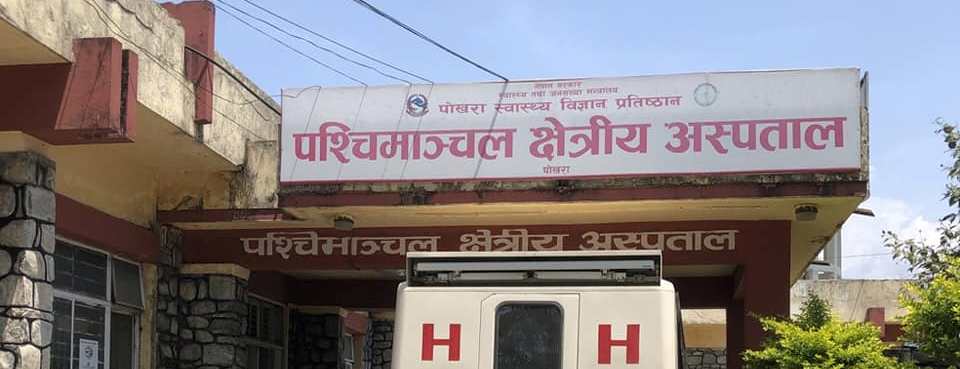 नेपाल सरकार
स्वास्थ्य तथा जनसंख्या मन्त्रालय
पोखरा स्वास्थ्य विज्ञान प्रतिष्ठान
पश्चिमाञ्चल क्षेत्रीय अस्पताल
पोखरा
पश्चिमाञ्चल क्षेत्रीय अस्पताल
H H